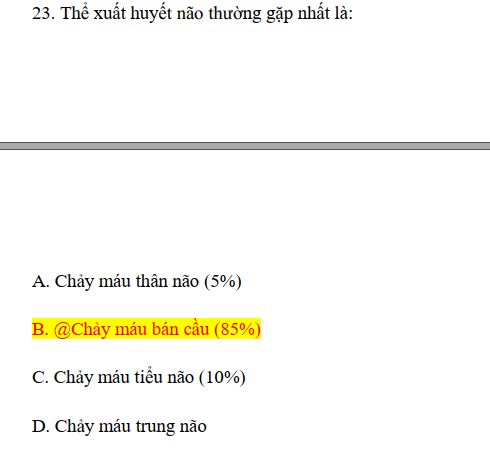 23. Thể xuất huyết não thường gặp nhất là:
A. Chảy máu thân não (5%)
B. @Chảy máu bán cầu (85%)
C. Chảy máu tiểu não (10%)
D. Chảy máu trung não